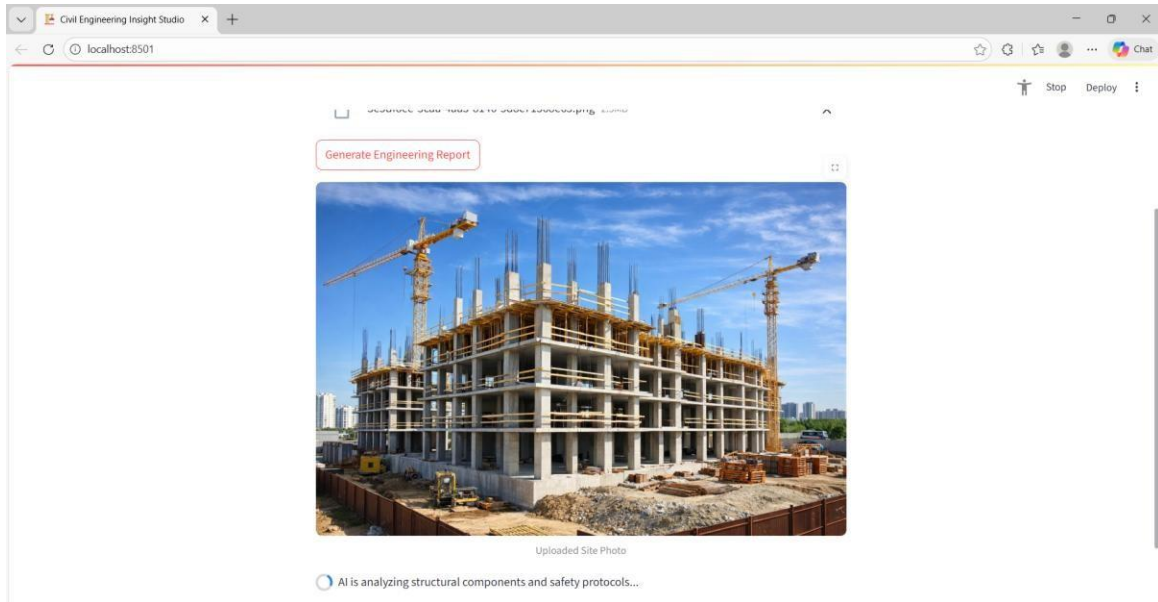 Civil Engineering Insight Studio
localhost:8501
Chat
Stop Deploy
Generate Engineering Report
Uploaded Site Photo
AI is analyzing structural components and safety protocols...